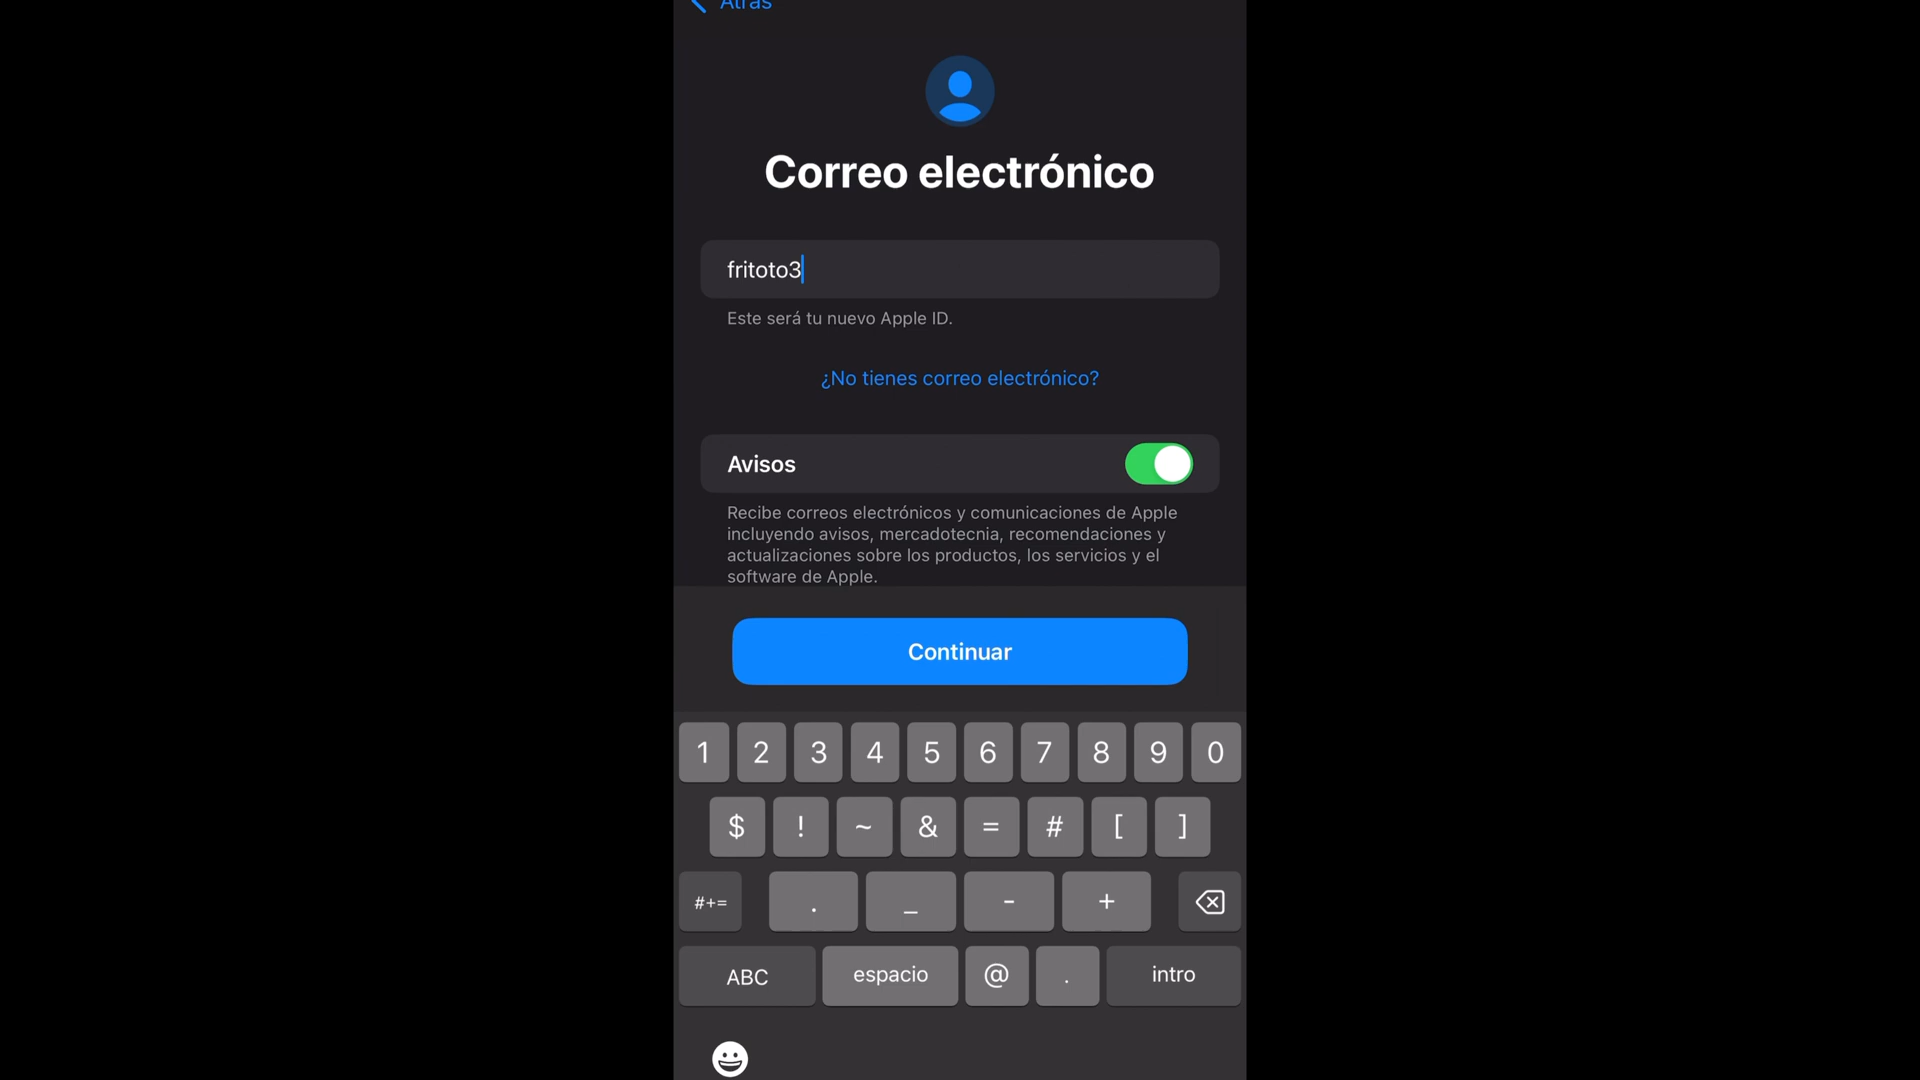 Atrás
Correo electrónico
fritoto3
Este será tu nuevo Apple ID.
¿No tienes correo electrónico?
Avisos
Recibe correos electrónicos y comunicaciones de Apple
incluyendo avisos, mercadotecnia, recomendaciones y
actualizaciones sobre los productos, los servicios y el
software de Apple.
Continuar
1 2 3 4 5 6 7 8 9 0
$ ! ~ & = # [ ]
#+= . _ - +
ABC espacio @ . intro